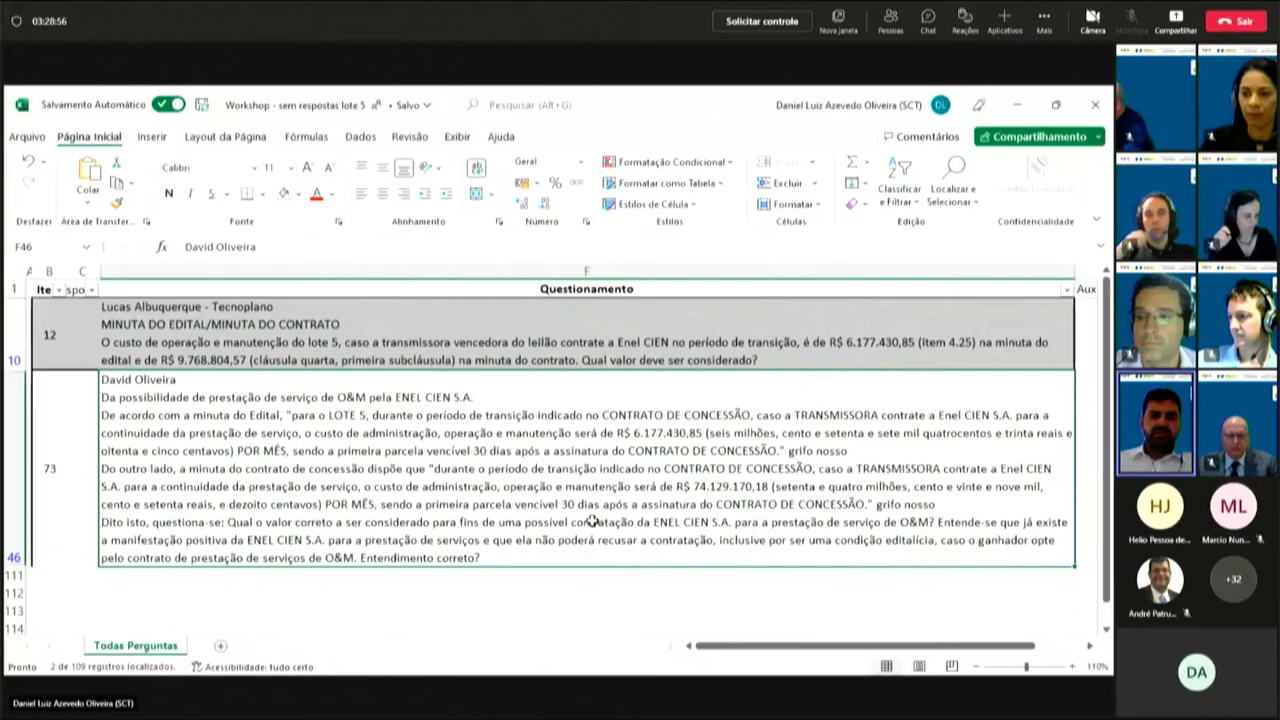 03:28:56
Solicitar controle
Nova janela
Pessoas
Chat
Reações
Aplicativos
Mais
Câmera
Microfone
Compartilhar
Sair
Salvamento Automático
Workshop - sem respostas lote 5
• Salvo
Pesquisar (Alt+G)
Daniel Luiz Azevedo Oliveira (SCT)
DL
Arquivo
Página Inicial
Inserir
Layout da Página
Fórmulas
Dados
Revisão
Exibir
Ajuda
Comentários
Compartilhamento
Colar
Calibri
11
N I S
Geral
Formatação Condicional
Formatar como Tabela
Estilos de Célula
Excluir
Formatar
Classificar e Filtrar
Localizar e Selecionar
Desfazer
Área de Transfer...
Fonte
Alinhamento
Número
Estilos
Células
Edição
Confidencialidade
F46
fx
David Oliveira
A B C F
1 Ite spo Questionamento Aux
Lucas Albuquerque - Tecnoplano
MINUTA DO EDITAL/MINUTA DO CONTRATO
12
O custo de operação e manutenção do lote 5, caso a transmissora vencedora do leilão contrate a Enel CIEN no período de transição, é de R$ 6.177.430,85 (item 4.25) na minuta do
10 edital e de R$ 9.768.804,57 (cláusula quarta, primeira subcláusula) na minuta do contrato. Qual valor deve ser considerado?
David Oliveira
Da possibilidade de prestação de serviço de O&M pela ENEL CIEN S.A.
De acordo com a minuta do Edital, "para o LOTE 5, durante o período de transição indicado no CONTRATO DE CONCESSÃO, caso a TRANSMISSORA contrate a Enel CIEN S.A. para a
continuidade da prestação de serviço, o custo de administração, operação e manutenção será de R$ 6.177.430,85 (seis milhões, cento e setenta e sete mil quatrocentos e trinta reais e
oitenta e cinco centavos) POR MÊS, sendo a primeira parcela vencível 30 dias após a assinatura do CONTRATO DE CONCESSÃO." grifo nosso
73 Do outro lado, a minuta do contrato de concessão dispõe que "durante o período de transição indicado no CONTRATO DE CONCESSÃO, caso a TRANSMISSORA contrate a Enel CIEN
S.A. para a continuidade da prestação de serviço, o custo de administração, operação e manutenção será de R$ 74.129.170,18 (setenta e quatro milhões, cento e vinte e nove mil,
cento e setenta reais, e dezoito centavos) POR MÊS, sendo a primeira parcela vencível 30 dias após a assinatura do CONTRATO DE CONCESSÃO." grifo nosso
Dito isto, questiona-se: Qual o valor correto a ser considerado para fins de uma possível contratação da ENEL CIEN S.A. para a prestação de serviço de O&M? Entende-se que já existe
a manifestação positiva da ENEL CIEN S.A. para a prestação de serviços e que ela não poderá recusar a contratação, inclusive por ser uma condição editalícia, caso o ganhador opte
46 pelo contrato de prestação de serviços de O&M. Entendimento correto?
111
112
113
114
Todas Perguntas
Pronto
2 de 109 registros localizados.
Acessibilidade: tudo certo
110%
Daniel Luiz Azevedo Oliveira (SCT)
HJ
ML
Helio Pessoa de...
Marcio Nun...
+32
André Patru...
DA